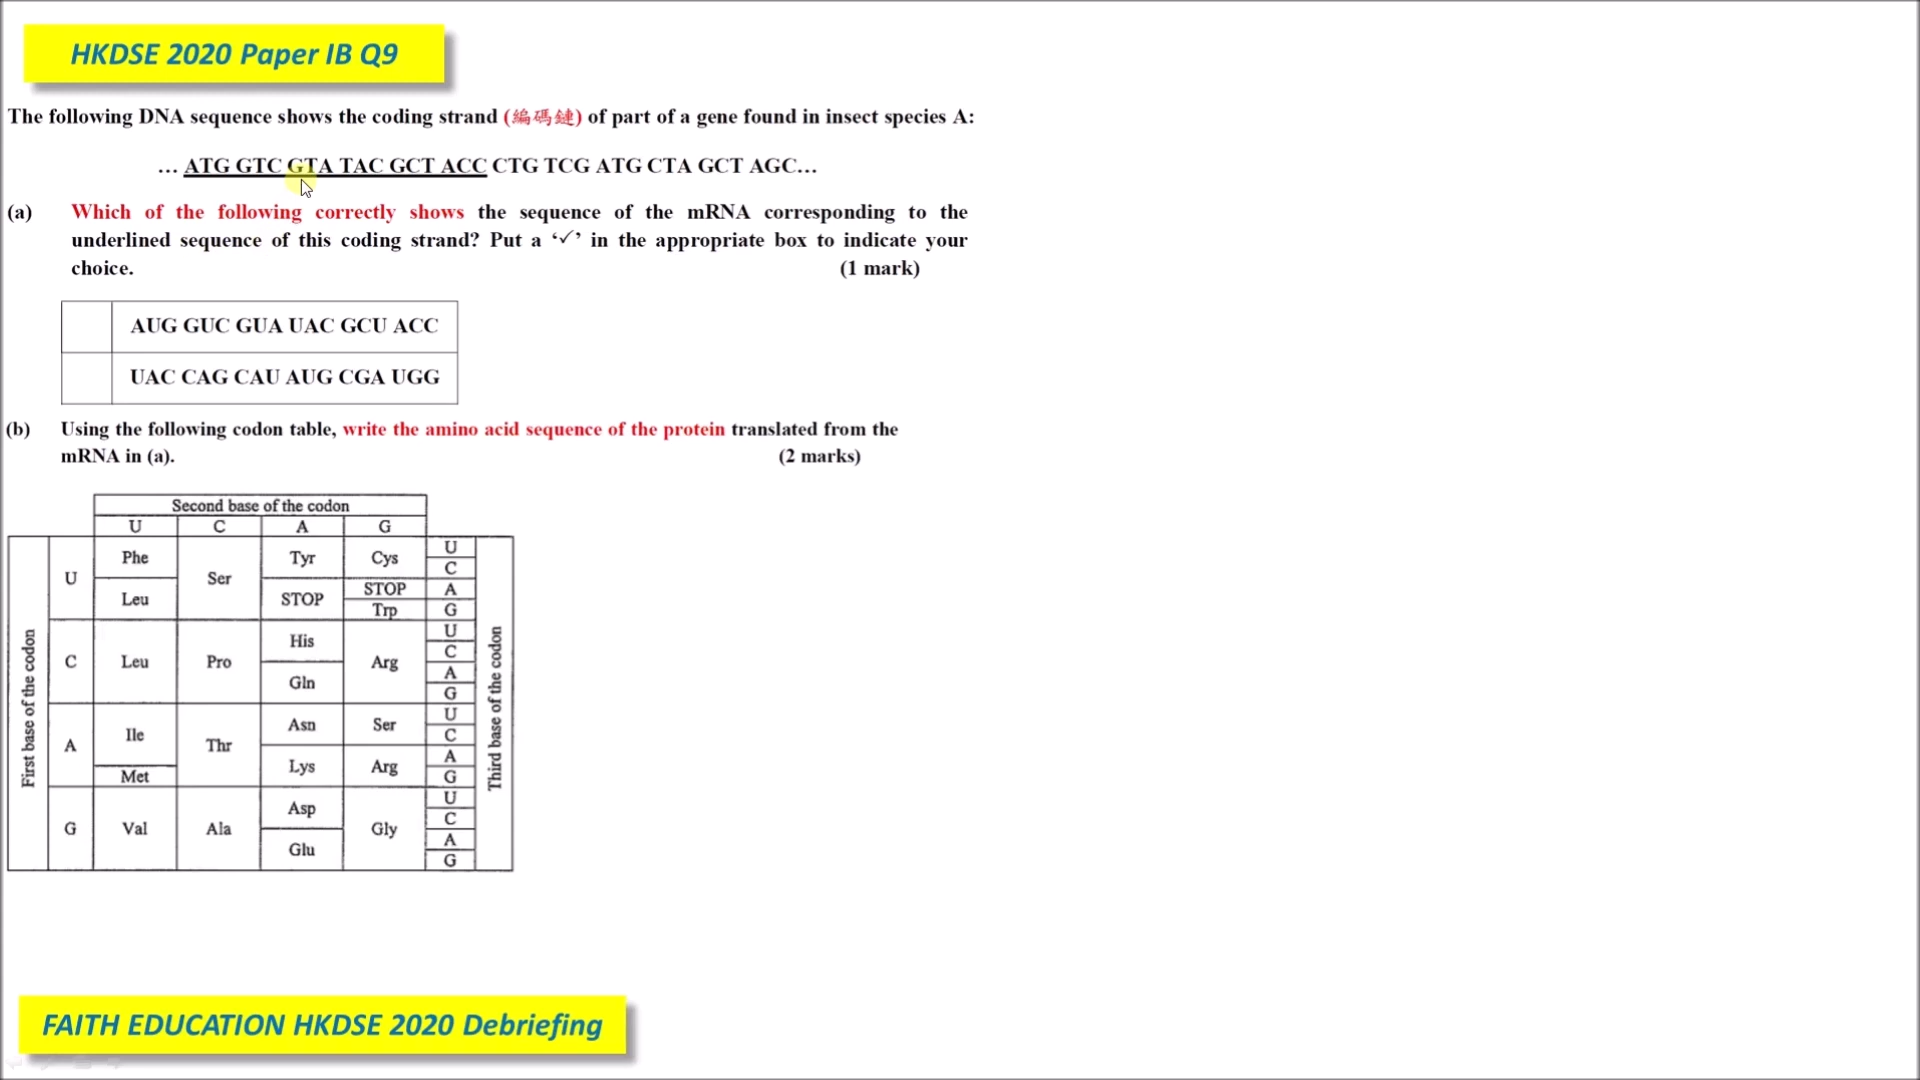 HKDSE 2020 Paper IB Q9
The following DNA sequence shows the coding strand (編碼鏈) of part of a gene found in insect species A:
... ATG GTC GTA TAC GCT ACC CTG TCG ATG CTA GCT AGC...
(a) Which of the following correctly shows the sequence of the mRNA corresponding to the
underlined sequence of this coding strand? Put a ‘✓’ in the appropriate box to indicate your
choice. (1 mark)
AUG GUC GUA UAC GCU ACC
UAC CAG CAU AUG CGA UGG
(b) Using the following codon table, write the amino acid sequence of the protein translated from the
mRNA in (a). (2 marks)
Second base of the codon
U C A G
First base of the codon
Third base of the codon
U Phe Ser Tyr Cys U
C
Leu STOP STOP A
Trp G
C Leu Pro His Arg U
C
Gln A
G
A Ile Thr Asn Ser U
C
Lys Arg A
Met G
G Val Ala Asp Gly U
C
Glu A
G
FAITH EDUCATION HKDSE 2020 Debriefing